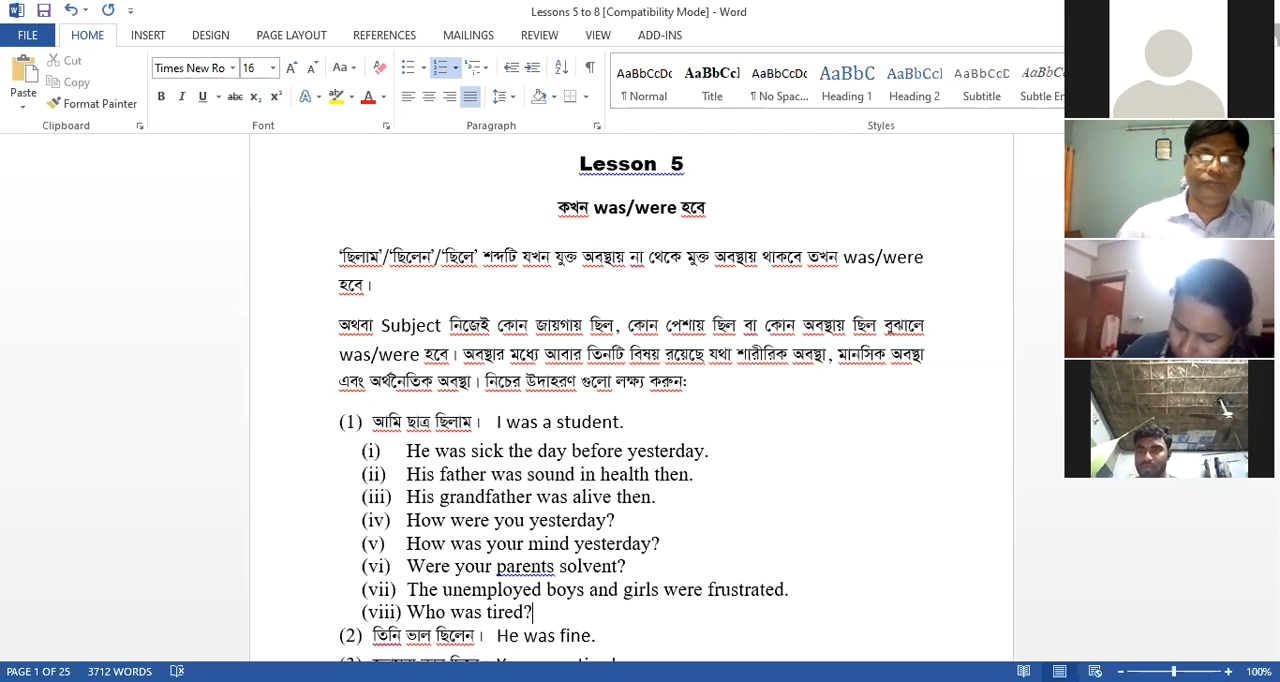 Lessons 5 to 8 [Compatibility Mode] - Word
FILE HOME INSERT DESIGN PAGE LAYOUT REFERENCES MAILINGS REVIEW VIEW ADD-INS
Cut
Copy
Format Painter
Paste
Times New Ro 16
AaBbCcDc AaBbCcl AaBbCcDc AaBbC AaBbCcl AaBbCcDc AaBbCcD
¶ Normal Title ¶ No Spac... Heading 1 Heading 2 Subtitle Subtle Em
Clipboard Font Paragraph Styles
Lesson 5
কখন was/were হবে
‘ছিলাম’/‘ছিলেন’/‘ছিলে’ শব্দটি যখন যুক্ত অবস্থায় না থেকে মুক্ত অবস্থায় থাকবে তখন was/were
হবে।
অথবা Subject নিজেই কোন জায়গায় ছিল, কোন পেশায় ছিল বা কোন অবস্থায় ছিল বুঝালে
was/were হবে। অবস্থার মধ্যে আবার তিনটি বিষয় রয়েছে যথা শারীরিক অবস্থা, মানসিক অবস্থা
এবং অর্থনৈতিক অবস্থা। নিচের উদাহরণ গুলো লক্ষ্য করুন:
(1) আমি ছাত্র ছিলাম। I was a student.
(i) He was sick the day before yesterday.
(ii) His father was sound in health then.
(iii) His grandfather was alive then.
(iv) How were you yesterday?
(v) How was your mind yesterday?
(vi) Were your parents solvent?
(vii) The unemployed boys and girls were frustrated.
(viii) Who was tired?
(2) তিনি ভাল ছিলেন। He was fine.
PAGE 1 OF 25 3712 WORDS 100%